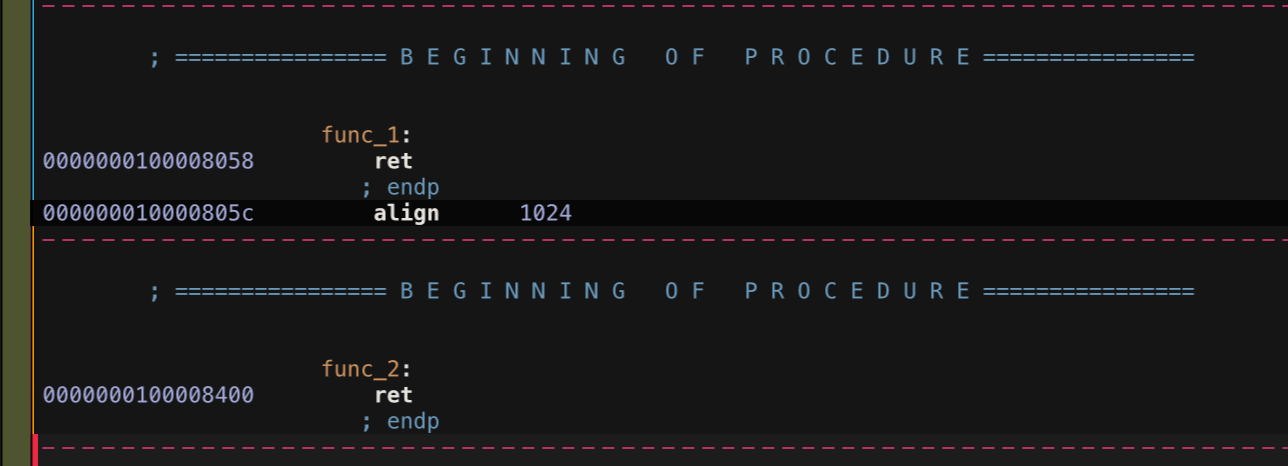 ; ================ B E G I N N I N G   O F   P R O C E D U R E ================
func_1:
0000000100008058 ret
; endp
000000010000805c align 1024
; ================ B E G I N N I N G   O F   P R O C E D U R E ================
func_2:
0000000100008400 ret
; endp